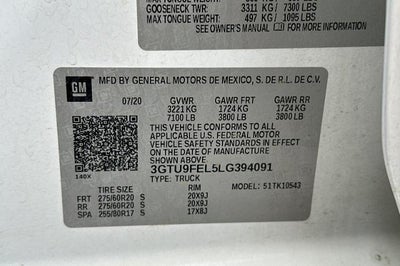 GOOSENECK TWR: 3311 KG / 7300 LBS
MAX TONGUE WEIGHT: 497 KG / 1095 LBS
SEE OWNER'S MANUAL FOR MORE INFORMATION
GM MFD BY GENERAL MOTORS DE MEXICO, S. DE R.L. DE C.V.
07/20 GVWR GAWR FRT GAWR RR
3221 KG 1724 KG 1724 KG
7100 LB 3800 LB 3800 LB
THIS VEHICLE CONFORMS TO ALL
APPLICABLE U.S. FEDERAL MOTOR
VEHICLE SAFETY STANDARDS IN
EFFECT ON THE DATE OF
MANUFACTURE SHOWN ABOVE.
3GTU9FEL5LG394091
140X TYPE: TRUCK
TIRE SIZE RIM MODEL: 51TK10543
FRT 275/60R20 S 20X9J
RR 275/60R20 S 20X9J
SPA 255/80R17 S 17X8J